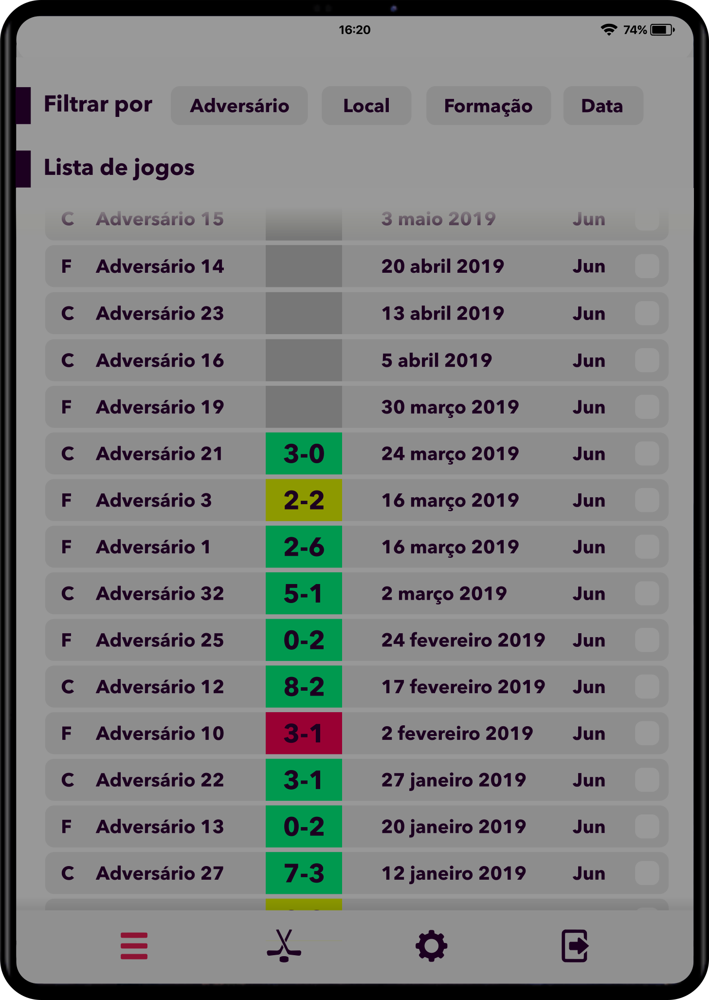 16:20 74%
Filtrar por Adversário Local Formação Data
Lista de jogos
C Adversário 15 3 maio 2019 Jun
F Adversário 14 20 abril 2019 Jun
C Adversário 23 13 abril 2019 Jun
C Adversário 16 5 abril 2019 Jun
F Adversário 19 30 março 2019 Jun
C Adversário 21 3-0 24 março 2019 Jun
F Adversário 3 2-2 16 março 2019 Jun
F Adversário 1 2-6 16 março 2019 Jun
C Adversário 32 5-1 2 março 2019 Jun
F Adversário 25 0-2 24 fevereiro 2019 Jun
C Adversário 12 8-2 17 fevereiro 2019 Jun
F Adversário 10 3-1 2 fevereiro 2019 Jun
C Adversário 22 3-1 27 janeiro 2019 Jun
F Adversário 13 0-2 20 janeiro 2019 Jun
C Adversário 27 7-3 12 janeiro 2019 Jun